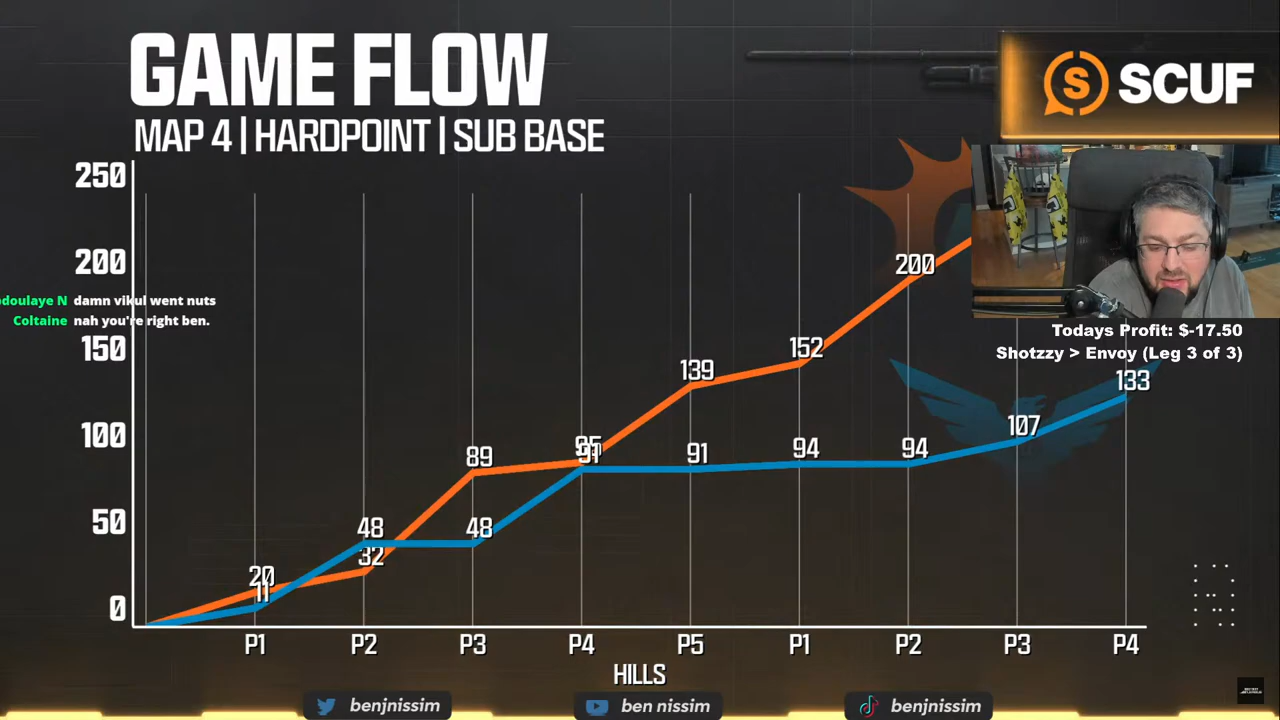 GAME FLOW
MAP 4 | HARDPOINT | SUB BASE
S SCUF
250
200
150
100
50
0
doulaye N damn vikul went nuts
Coltaine nah you're right ben.
Todays Profit: $-17.50
Shotzzy > Envoy (Leg 3 of 3)
20
11
48
32
89
48
95
91
139
91
152
94
200
94
107
133
P1 P2 P3 P4 P5 P1 P2 P3 P4
HILLS
benjnissim ben nissim benjnissim